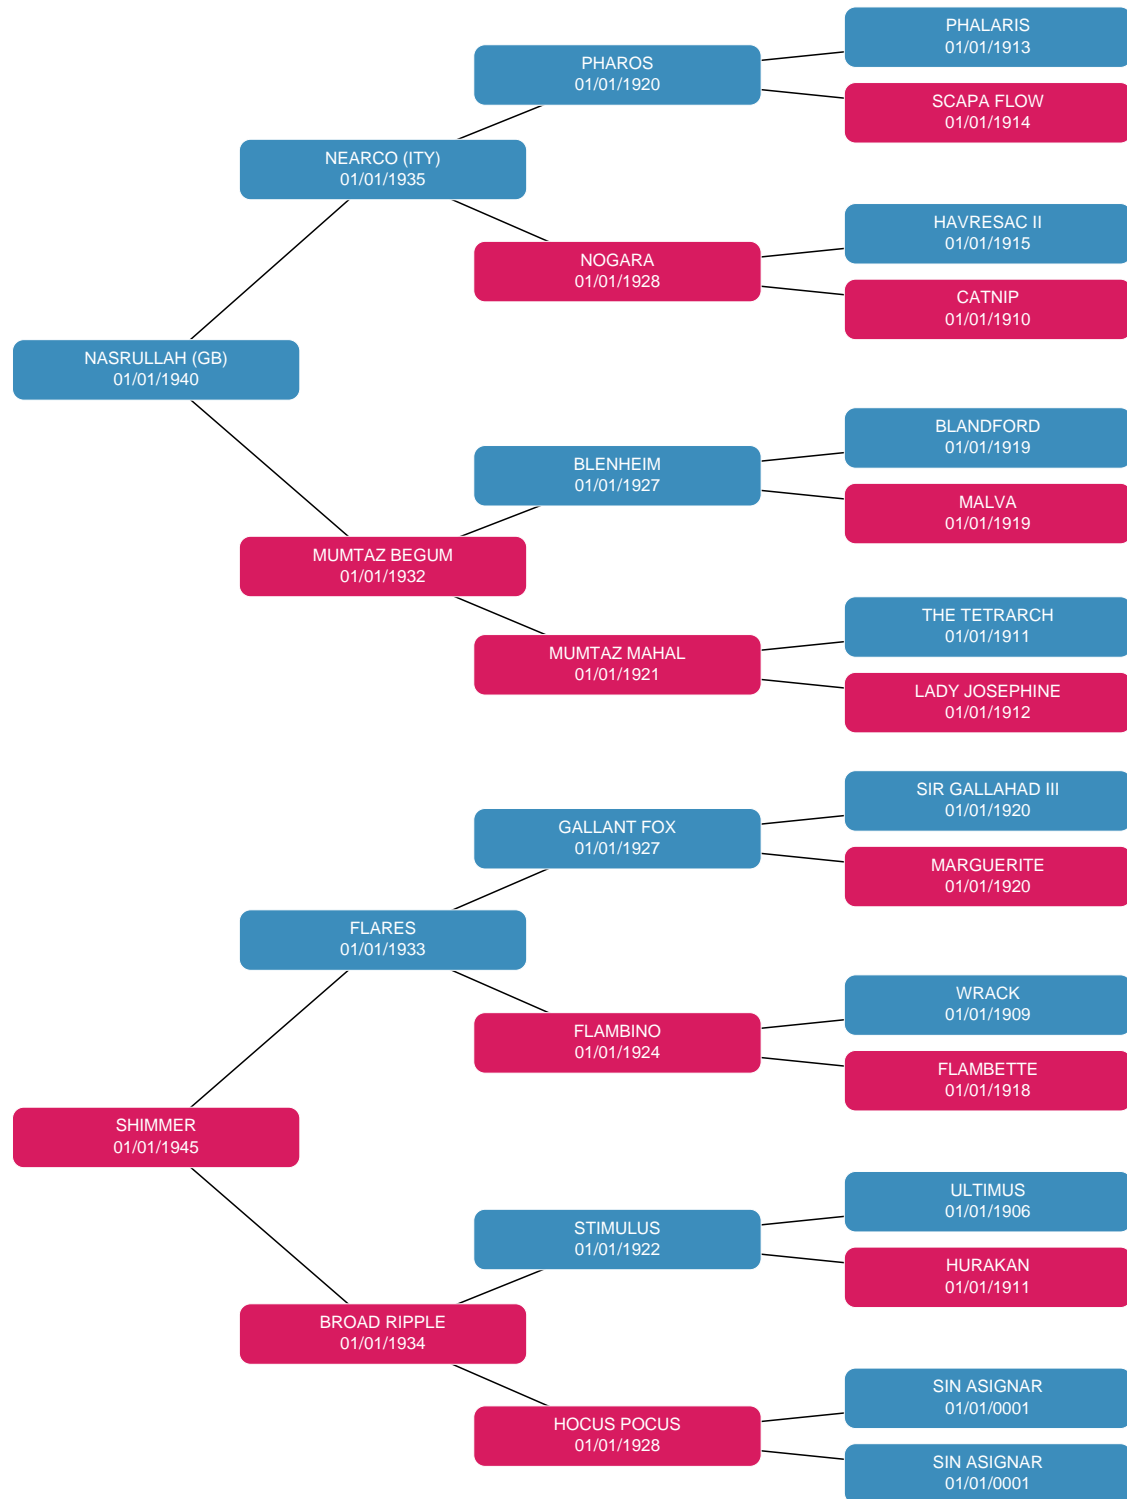 PHALARIS
01/01/1913
PHAROS
01/01/1920
SCAPA FLOW
01/01/1914
NEARCO (ITY)
01/01/1935
HAVRESAC II
01/01/1915
NOGARA
01/01/1928
CATNIP
01/01/1910
NASRULLAH (GB)
01/01/1940
BLANDFORD
01/01/1919
BLENHEIM
01/01/1927
MALVA
01/01/1919
MUMTAZ BEGUM
01/01/1932
THE TETRARCH
01/01/1911
MUMTAZ MAHAL
01/01/1921
LADY JOSEPHINE
01/01/1912
SIR GALLAHAD III
01/01/1920
GALLANT FOX
01/01/1927
MARGUERITE
01/01/1920
FLARES
01/01/1933
WRACK
01/01/1909
FLAMBINO
01/01/1924
FLAMBETTE
01/01/1918
SHIMMER
01/01/1945
ULTIMUS
01/01/1906
STIMULUS
01/01/1922
HURAKAN
01/01/1911
BROAD RIPPLE
01/01/1934
SIN ASIGNAR
01/01/0001
HOCUS POCUS
01/01/1928
SIN ASIGNAR
01/01/0001